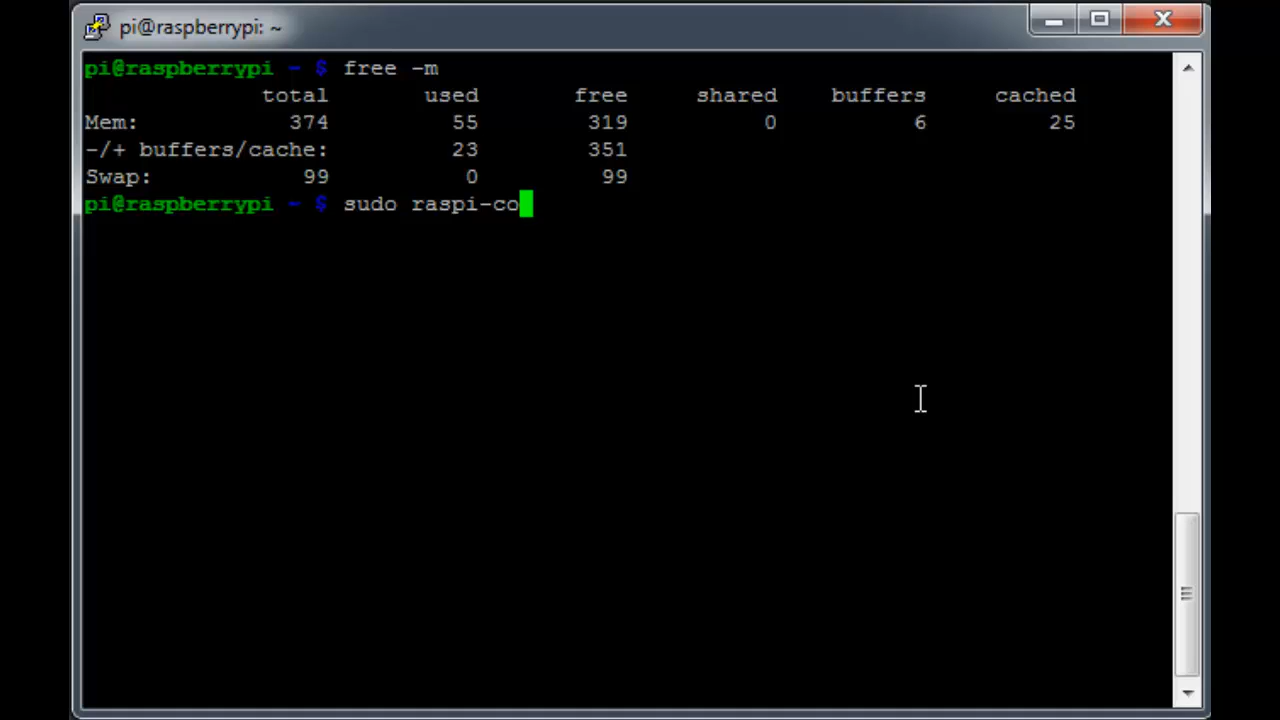 pi@raspberrypi: ~
pi@raspberrypi ~ $ free -m
total used free shared buffers cached
Mem: 374 55 319 0 6 25
-/+ buffers/cache: 23 351
Swap: 99 0 99
pi@raspberrypi ~ $ sudo raspi-co